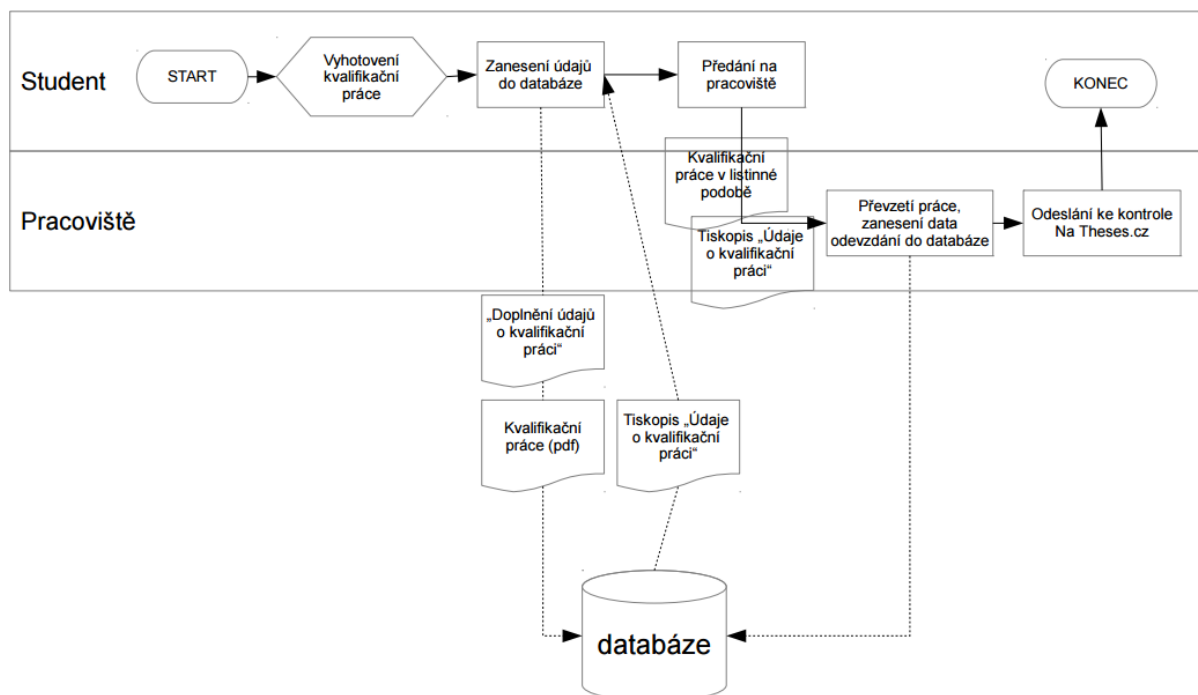 Student
START
Vyhotovení
kvalifikační
práce
Zanesení údajů
do databáze
Předání na
pracoviště
KONEC
Pracoviště
Kvalifikační
práce v listinné
podobě
Tiskopis „Údaje
o kvalifikační
práci“
Převzetí práce,
zanesení data
odevzdání do databáze
Odeslání ke kontrole
Na Theses.cz
„Doplnění údajů
o kvalifikační
práci“
Kvalifikační
práce (pdf)
Tiskopis „Údaje
o kvalifikační
práci“
databáze